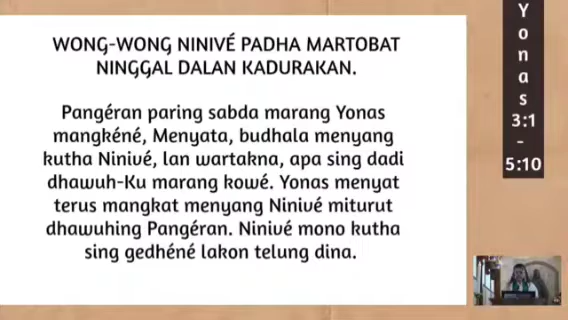 WONG-WONG NINIVÉ PADHA MARTOBAT
NINGGAL DALAN KADURAKAN.
Pangéran paring sabda marang Yonas
mangkéné, Menyata, budhala menyang
kutha Ninivé, lan wartakna, apa sing dadi
dhawuh-Ku marang kowé. Yonas menyat
terus mangkat menyang Ninivé miturut
dhawuhing Pangéran. Ninivé mono kutha
sing gedhéné lakon telung dina.
Yonas
3:1
-
5:10